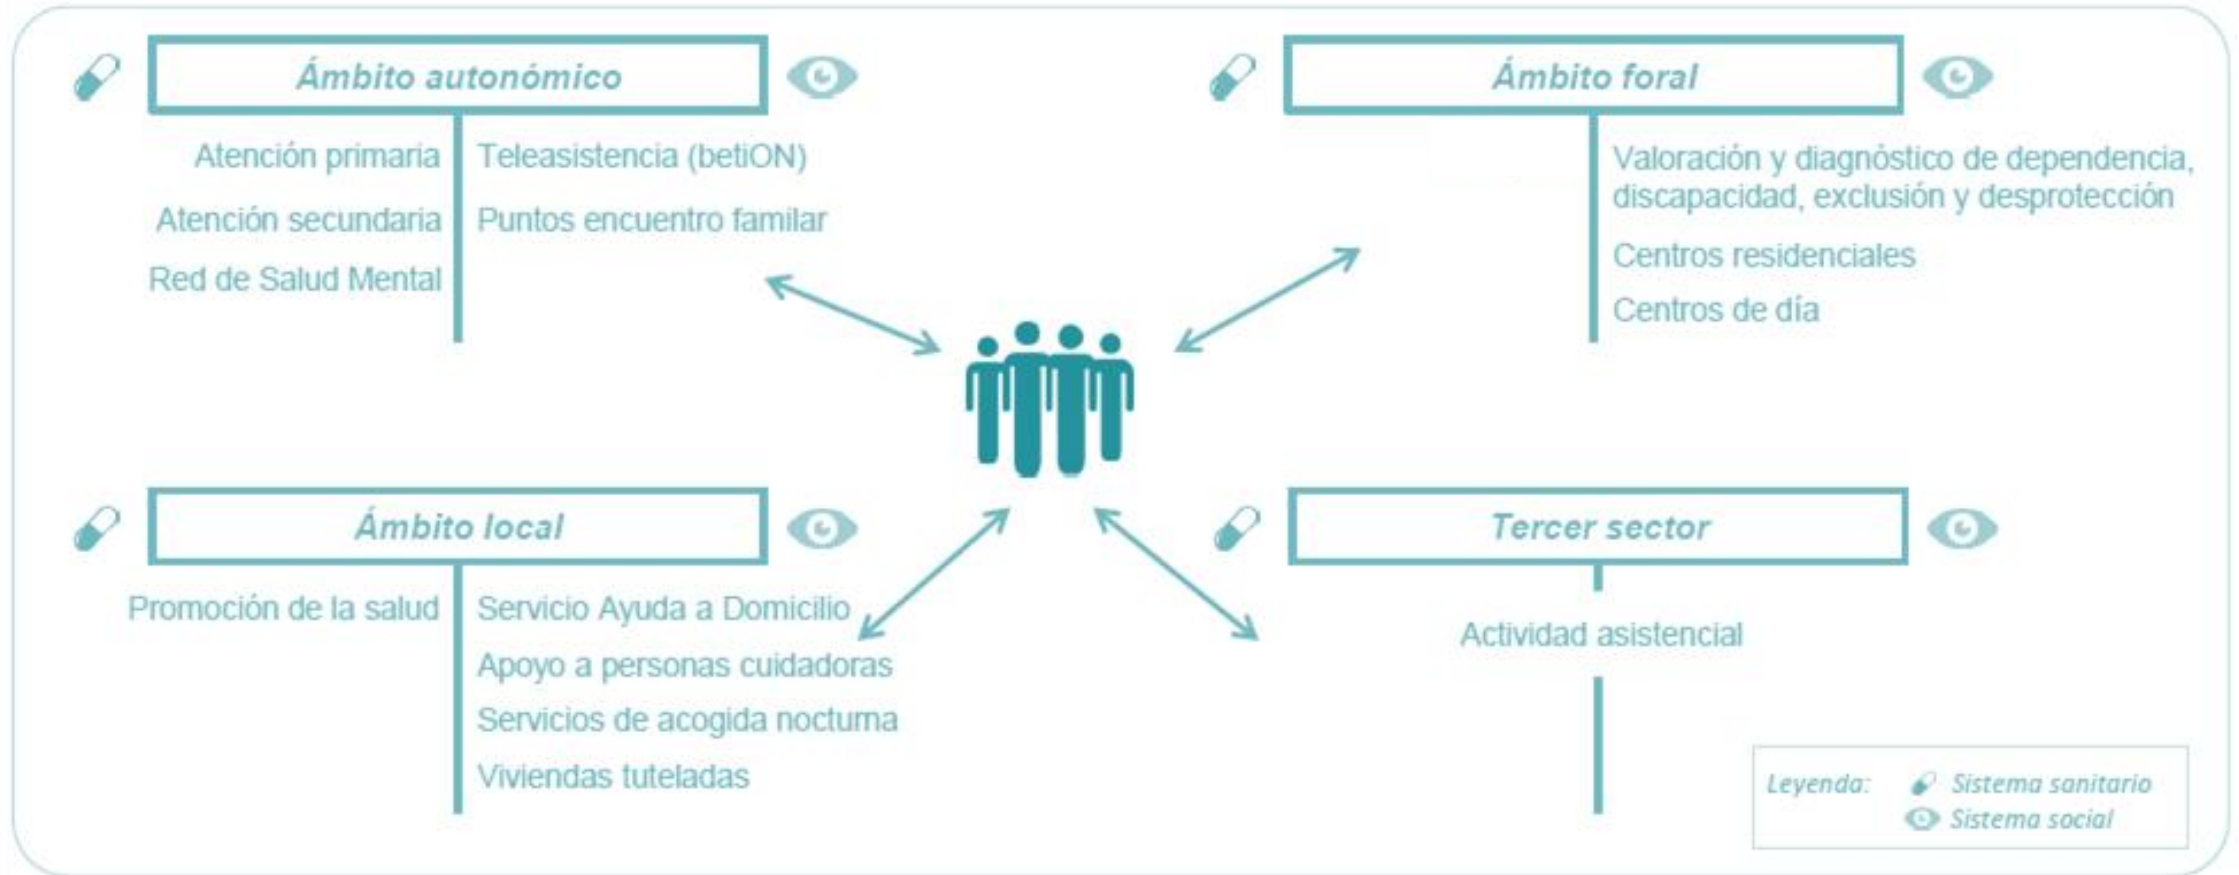 Ámbito autonómico
Atención primaria
Atención secundaria
Red de Salud Mental
Teleasistencia (betiON)
Puntos encuentro familar
Ámbito foral
Valoración y diagnóstico de dependencia,
discapacidad, exclusión y desprotección
Centros residenciales
Centros de día
Ámbito local
Promoción de la salud
Servicio Ayuda a Domicilio
Apoyo a personas cuidadoras
Servicios de acogida nocturna
Viviendas tuteladas
Tercer sector
Actividad asistencial
Leyenda:
Sistema sanitario
Sistema social